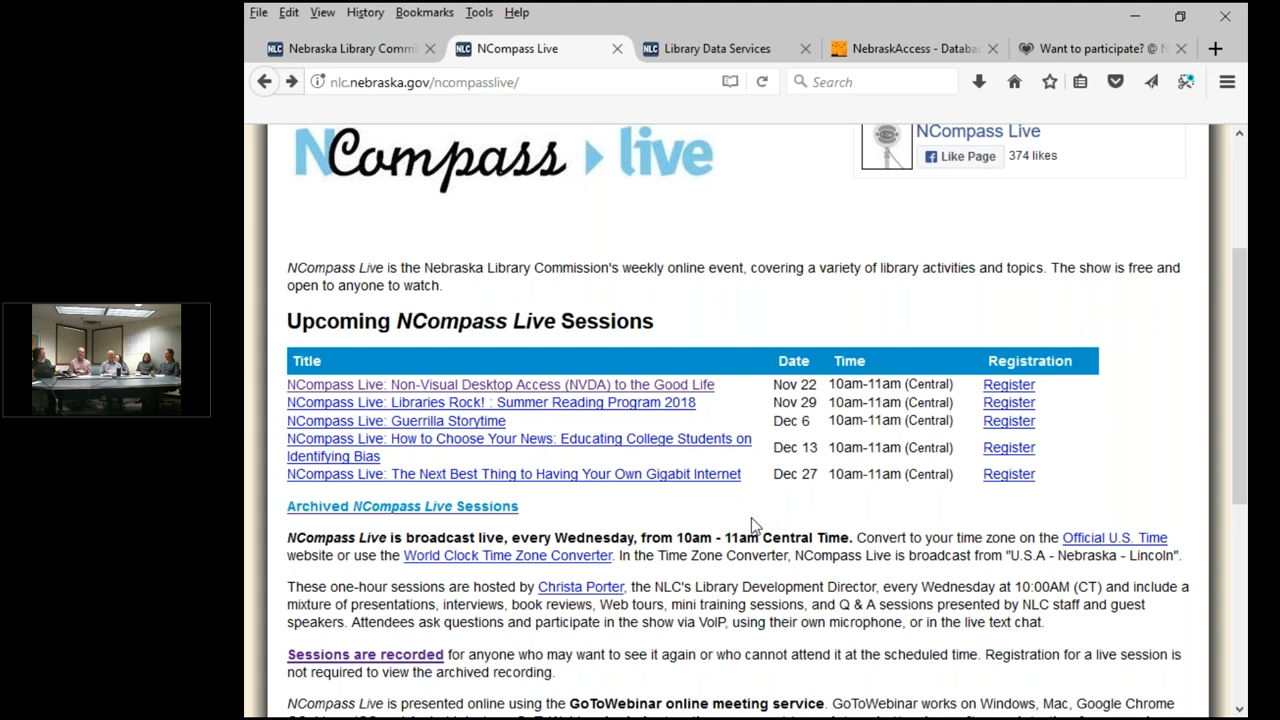 File Edit View History Bookmarks Tools Help
NLC Nebraska Library Commi
NLC NCompass Live
NLC Library Data Services
NebraskAccess - Databas
Want to participate? @ N
nlc.nebraska.gov/ncompasslive/
Search
NCompass live
NCompass Live
Like Page 374 likes
NCompass Live is the Nebraska Library Commission's weekly online event, covering a variety of library activities and topics. The show is free and
open to anyone to watch.
Upcoming NCompass Live Sessions
Title Date Time Registration
NCompass Live: Non-Visual Desktop Access (NVDA) to the Good Life Nov 22 10am-11am (Central) Register
NCompass Live: Libraries Rock! : Summer Reading Program 2018 Nov 29 10am-11am (Central) Register
NCompass Live: Guerrilla Storytime Dec 6 10am-11am (Central) Register
NCompass Live: How to Choose Your News: Educating College Students on
Identifying Bias Dec 13 10am-11am (Central) Register
NCompass Live: The Next Best Thing to Having Your Own Gigabit Internet Dec 27 10am-11am (Central) Register
Archived NCompass Live Sessions
NCompass Live is broadcast live, every Wednesday, from 10am - 11am Central Time. Convert to your time zone on the Official U.S. Time
website or use the World Clock Time Zone Converter. In the Time Zone Converter, NCompass Live is broadcast from "U.S.A - Nebraska - Lincoln".
These one-hour sessions are hosted by Christa Porter, the NLC's Library Development Director, every Wednesday at 10:00AM (CT) and include a
mixture of presentations, interviews, book reviews, Web tours, mini training sessions, and Q & A sessions presented by NLC staff and guest
speakers. Attendees ask questions and participate in the show via VoIP, using their own microphone, or in the live text chat.
Sessions are recorded for anyone who may want to see it again or who cannot attend it at the scheduled time. Registration for a live session is
not required to view the archived recording.
NCompass Live is presented online using the GoToWebinar online meeting service. GoToWebinar works on Windows, Mac, Google Chrome